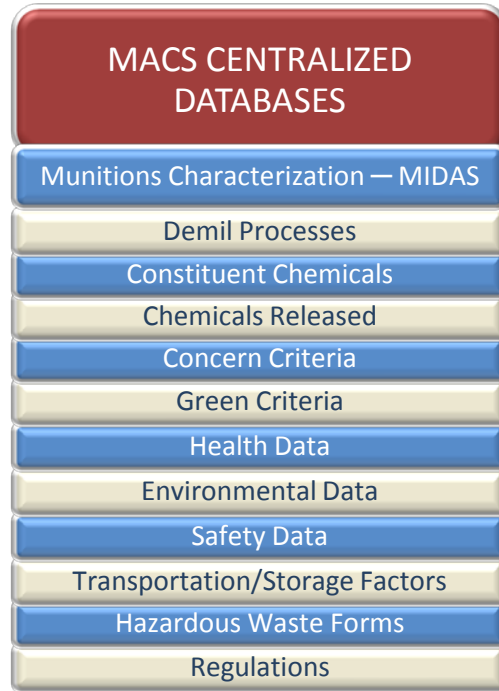 MACS CENTRALIZED
DATABASES
Munitions Characterization — MIDAS
Demil Processes
Constituent Chemicals
Chemicals Released
Concern Criteria
Green Criteria
Health Data
Environmental Data
Safety Data
Transportation/Storage Factors
Hazardous Waste Forms
Regulations